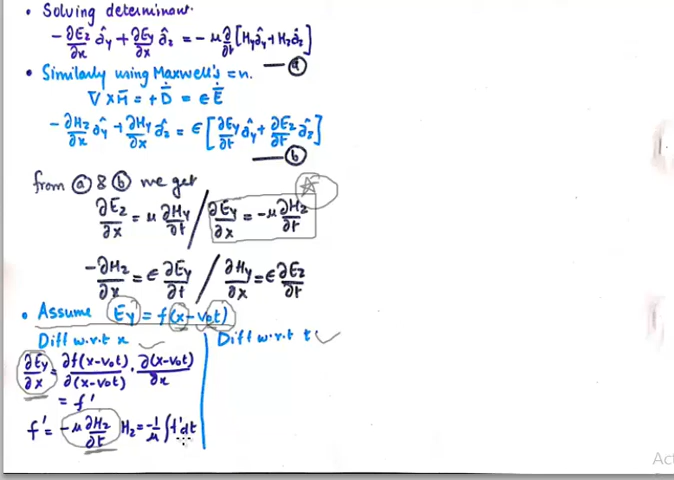 • Solving determinant.
-∂E_z/∂x â_y + ∂E_y/∂x â_z = -μ ∂/∂t [H_y â_y + H_z â_z]
— ⓐ
• Similarly using Maxwell's = n.
∇ × H̄ = + Ḋ = ϵ Ė
-∂H_z/∂x â_y + ∂H_y/∂x â_z = ϵ [∂E_y/∂t â_y + ∂E_z/∂t â_z]
— ⓑ
from ⓐ & ⓑ we get
∂E_z/∂x = μ ∂H_y/∂t / ∂E_y/∂x = -μ ∂H_z/∂t ☆
-∂H_z/∂x = ϵ ∂E_y/∂t / ∂H_y/∂x = ϵ ∂E_z/∂t
• Assume E_y = f(x-v₀t)
Diff w.r.t x
∂E_y/∂x = ∂f(x-v₀t)/∂(x-v₀t) . ∂(x-v₀t)/∂x
= f'
f' = -μ ∂H_z/∂t H_z = -1/μ ∫f'dt
Diff w.r.t t
Act